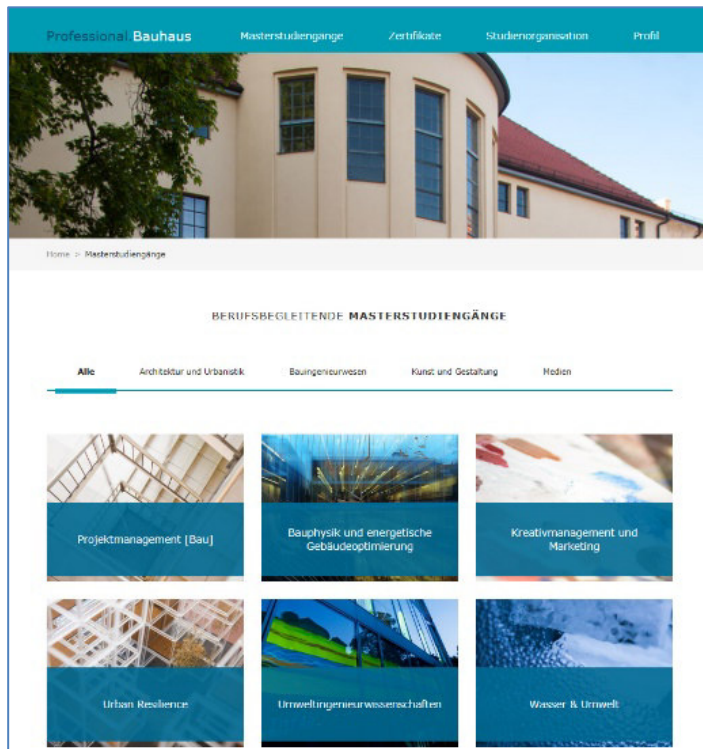 Professional.Bauhaus Masterstudiengänge Zertifikate Studienorganisation Profil
Home > Masterstudiengänge
BERUFSBEGLEITENDE MASTERSTUDIENGÄNGE
Alle Architektur und Urbanistik Bauingenieurwesen Kunst und Gestaltung Medien
Projektmanagement [Bau]
Bauphysik und energetische
Gebäudeoptimierung
Kreativmanagement und
Marketing
Urban Resilience
Umweltingenieurwissenschaften
Wasser & Umwelt